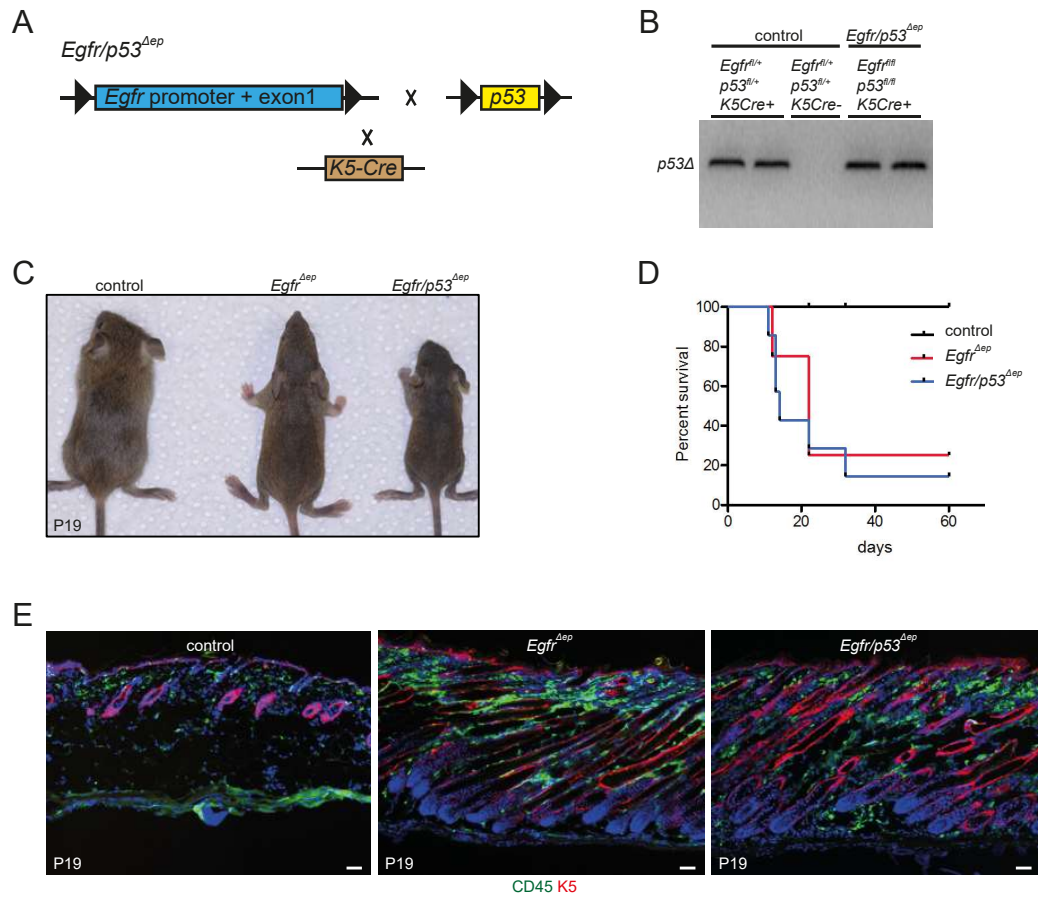 A
Egfr/p53Δep
Egfr promoter + exon1
x
p53
x
K5-Cre
B
control
Egfr/p53Δep
Egfrfl/+
p53fl/+
K5Cre+
Egfrfl/+
p53fl/+
K5Cre-
Egfrfl/fl
p53fl/fl
K5Cre+
p53Δ
C
control
EgfrΔep
Egfr/p53Δep
P19
D
Percent survival
100
80
60
40
20
0
0
20
40
60
days
control
EgfrΔep
Egfr/p53Δep
E
control
EgfrΔep
Egfr/p53Δep
P19
P19
P19
CD45 K5